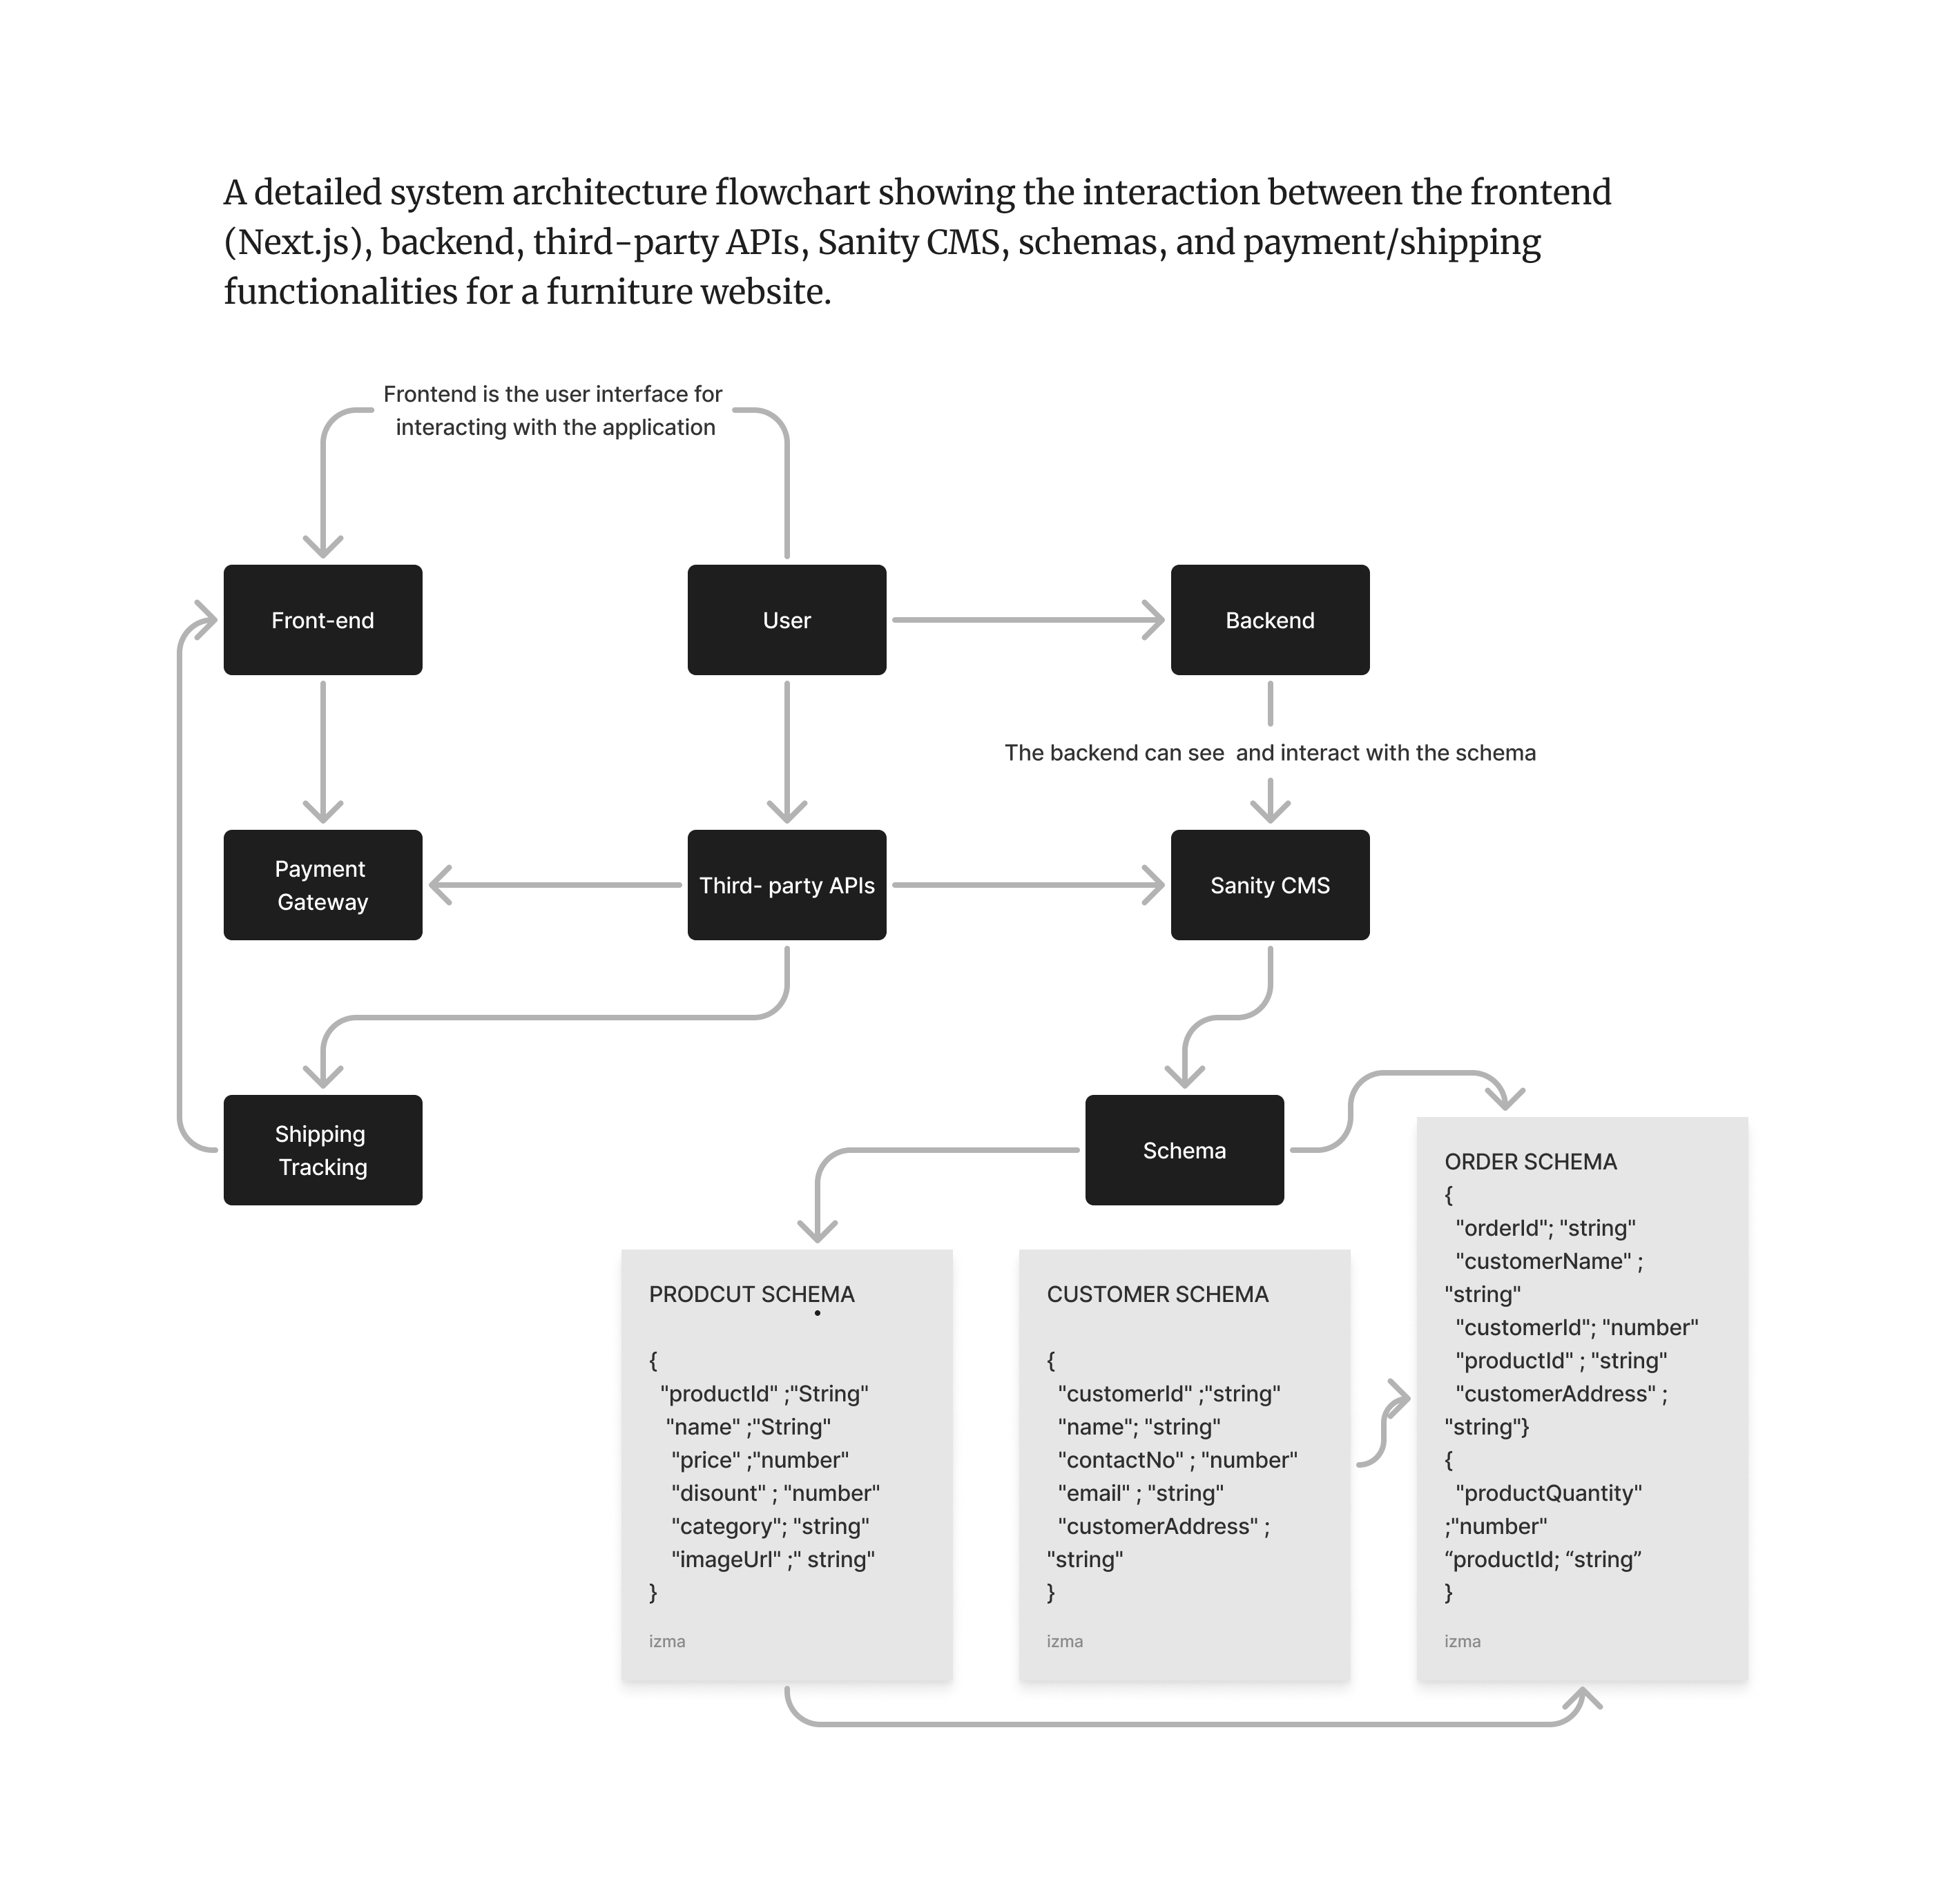 A detailed system architecture flowchart showing the interaction between the frontend
(Next.js), backend, third-party APIs, Sanity CMS, schemas, and payment/shipping
functionalities for a furniture website.
Frontend is the user interface for
interacting with the application
Front-end
User
Backend
The backend can see  and interact with the schema
Payment
Gateway
Third- party APIs
Sanity CMS
Shipping
Tracking
Schema
PRODCUT SCHEMA
•
{
"productId" ;"String"
"name" ;"String"
"price" ;"number"
"disount" ; "number"
"category"; "string"
"imageUrl" ;" string"
}
izma
CUSTOMER SCHEMA
{
"customerId" ;"string"
"name"; "string"
"contactNo" ; "number"
"email" ; "string"
"customerAddress" ;
"string"
}
izma
ORDER SCHEMA
{
"orderId"; "string"
"customerName" ;
"string"
"customerId"; "number"
"productId" ; "string"
"customerAddress" ;
"string"}
{
"productQuantity"
;"number"
“productId; “string”
}
izma